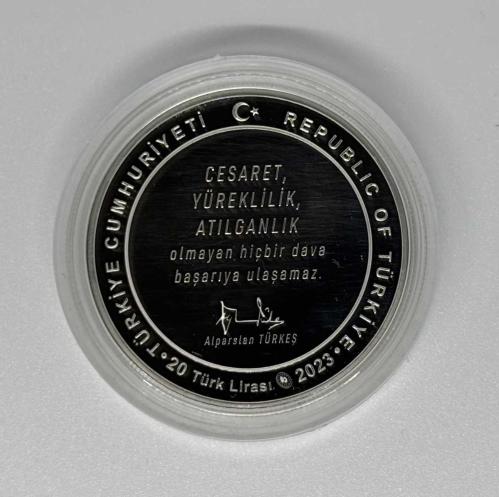 TÜRKİYE CUMHURİYETİ
REPUBLIC OF TÜRKİYE
CESARET,
YÜREKLİLİK,
ATILGANLIK
olmayan hiçbir dava
başarıya ulaşamaz.
Alparslan TÜRKEŞ
• 20 Türk Lirası 2023 •